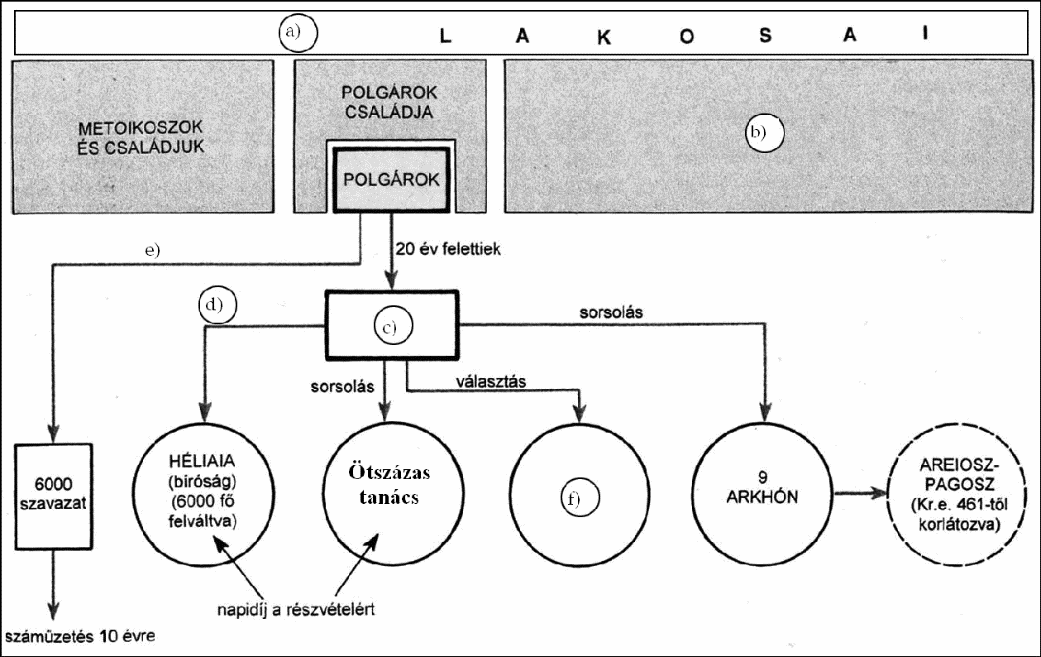 a) LAKOSAI
METOIKOSZOK
ÉS CSALÁDJUK
POLGÁROK
CSALÁDJA
POLGÁROK
b)
e)
20 év felettiek
d)
c)
sorsolás
sorsolás
választás
6000
szavazat
HÉLIAIA
(bíróság)
(6000 fő
felváltva)
Ötszázas
tanács
f)
9
ARKHÓN
AREIOSZ-
PAGOSZ
(Kr.e. 461-től
korlátozva)
napidíj a részvételért
száműzetés 10 évre